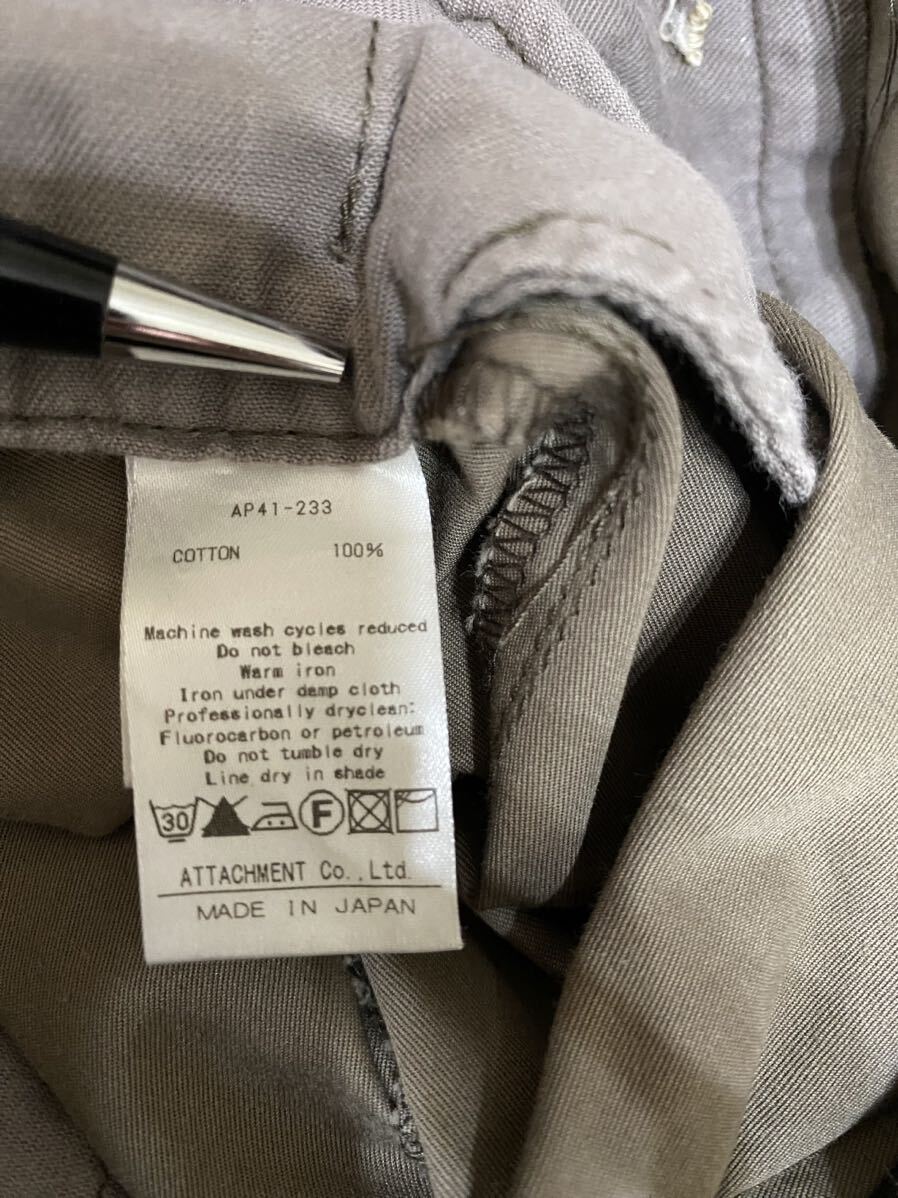 AP41-233
COTTON 100%
Machine wash cycles reduced
Do not bleach
Warm iron
Iron under damp cloth
Professionally dryclean:
Fluorocarbon or petroleum
Do not tumble dry
Line dry in shade
30 F
ATTACHMENT Co.,Ltd.
MADE IN JAPAN